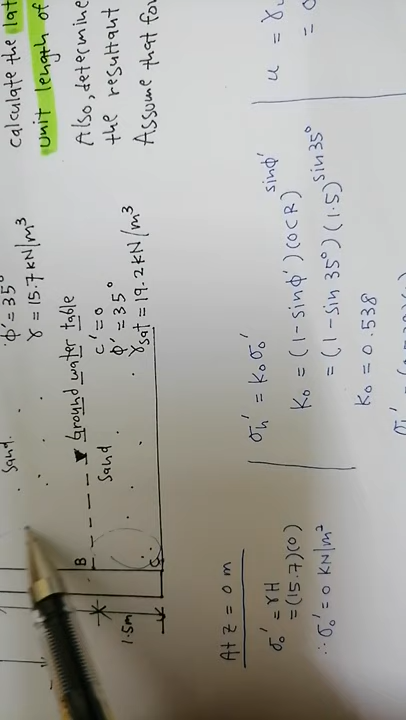 calculate the lat
unit length of
Also, determine
the resultant
Assume that fo
Sand
ϕ' = 35°
γ = 15.7 kN/m³
Ground water table
B
Sand
c' = 0
ϕ' = 35°
γsat = 19.2 kN/m³
1.5m
At z = 0 m
σo' = γH
= (15.7)(0)
∴ σo' = 0 kN/m²
σh' = Koσo'
Ko = (1 - sinϕ')(OCR)^sinϕ'
= (1 - sin 35°)(1.5)^sin35°
Ko = 0.538
u = γ